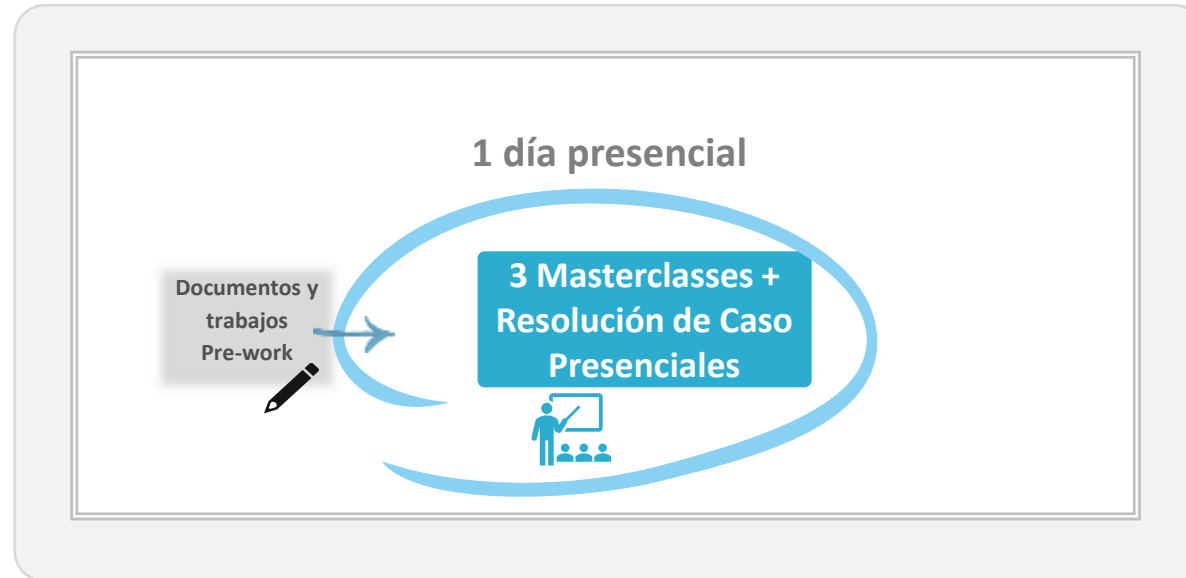 1 día presencial
Documentos y
trabajos
Pre-work
3 Masterclasses +
Resolución de Caso
Presenciales